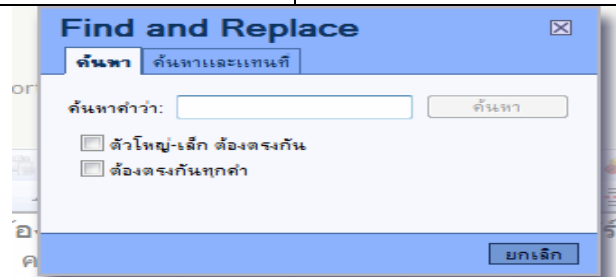 Find and Replace
ค้นหา ค้นหาและแทนที่
ค้นหาคำว่า: ค้นหา
ตัวใหญ่-เล็ก ต้องตรงกัน
ต้องตรงกันทุกคำ
ยกเลิก